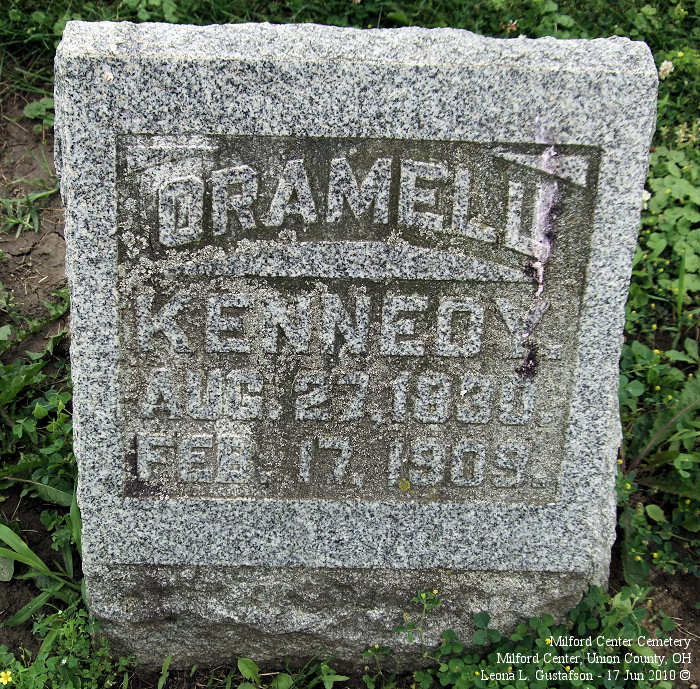 ORAMELL
KENNEDY.
AUG. 27, 1830.
FEB. 17, 1909.
Milford Center Cemetery
Milford Center, Union County, OH
Leona L. Gustafson - 17 Jun 2010 ©